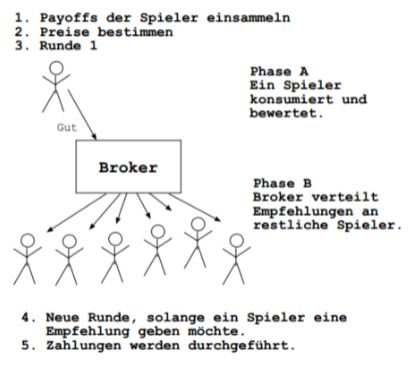 1. Payoffs der Spieler einsammeln
2. Preise bestimmen
3. Runde 1
Phase A
Ein Spieler
konsumiert und
bewertet.
Gut
Broker
Phase B
Broker verteilt
Empfehlungen an
restliche Spieler.
4. Neue Runde, solange ein Spieler eine
Empfehlung geben möchte.
5. Zahlungen werden durchgeführt.